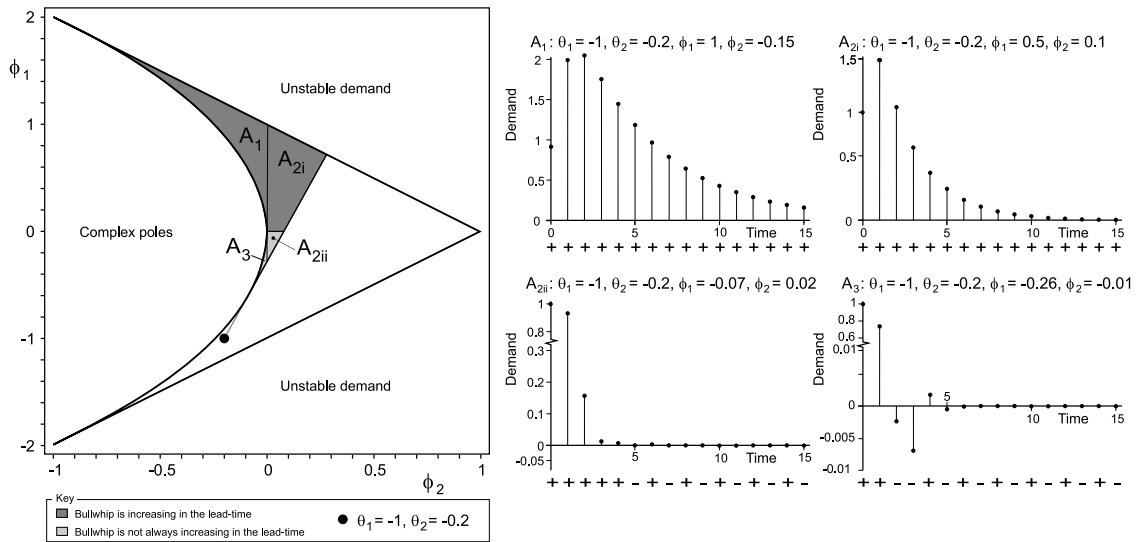 2
ϕ1
Unstable demand
1
A1
A2i
0
Complex poles
A3
A2ii
-1
Unstable demand
-2
-1 -0.5 0 0.5 1
ϕ2
Key
Bullwhip is increasing in the lead-time
Bullwhip is not always increasing in the lead-time
θ1 = -1, θ2 = -0.2
A1: θ1 = -1, θ2 = -0.2, ϕ1 = 1, ϕ2 = -0.15
Demand
2
1.5
1
0.5
0
Time
0 5 10 15
+ + + + + + + + + + + + + + + +
A2i: θ1 = -1, θ2 = -0.2, ϕ1 = 0.5, ϕ2 = 0.1
Demand
1.5
1
1.5
0
Time
0 5 10 15
+ + + + + + + + + + + + + + + +
A2ii: θ1 = -1, θ2 = -0.2, ϕ1 = -0.07, ϕ2 = 0.02
Demand
1
0.8
0.3
0.2
0.1
0
-0.05
5 10 Time 15
+ + + + + - + - + - + - + - + -
A3: θ1 = -1, θ2 = -0.2, ϕ1 = -0.26, ϕ2 = -0.01
Demand
1
0.8
0.6
0.01
5
0
10 Time 15
-0.005
-0.01
+ + - - + - + - + - + - + - + -